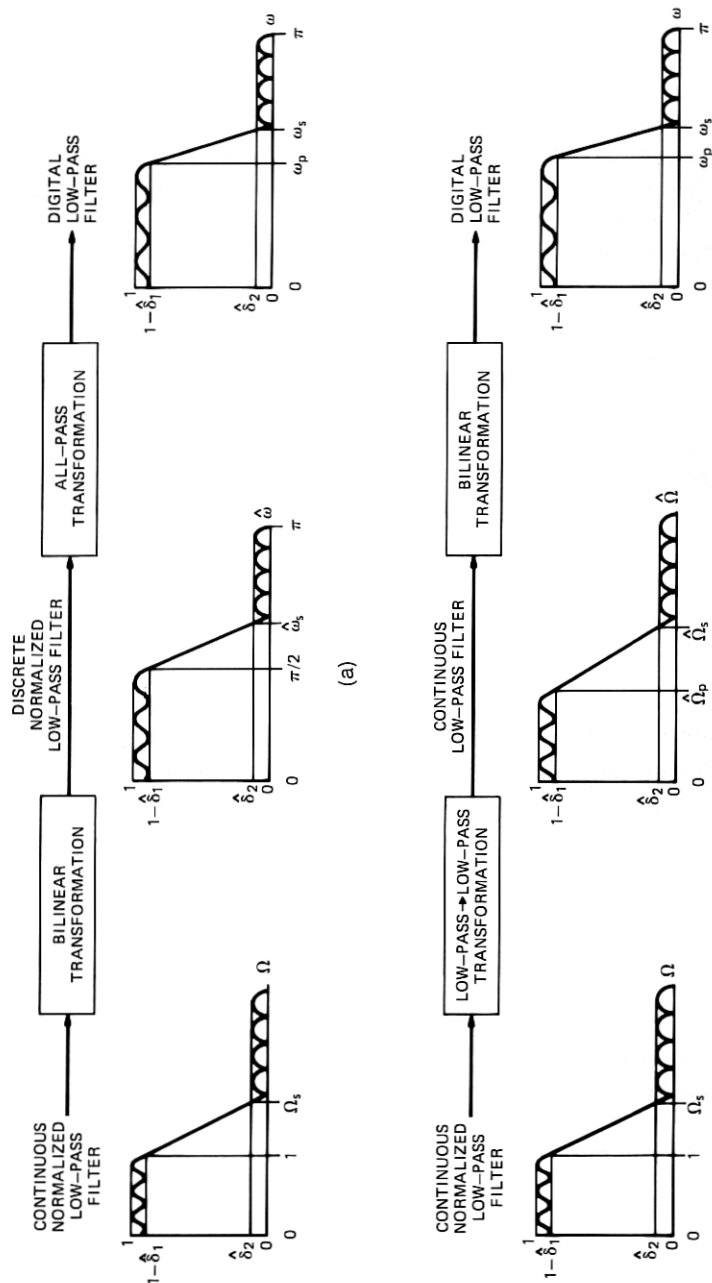 CONTINUOUS
NORMALIZED
LOW–PASS
FILTER
BILINEAR
TRANSFORMATION
DISCRETE
NORMALIZED
LOW–PASS FILTER
ALL–PASS
TRANSFORMATION
DIGITAL
LOW–PASS
FILTER
1
1–δ̂₁
δ̂₂
0
0
1
Ωₛ
Ω
1
1–δ̂₁
δ̂₂
0
0
π/2
ω̂ₛ
π
ω̂
1
1–δ̂₁
δ̂₂
0
0
ωₚ
ωₛ
π
ω
(a)
CONTINUOUS
NORMALIZED
LOW–PASS
FILTER
LOW–PASS→LOW–PASS
TRANSFORMATION
CONTINUOUS
LOW–PASS FILTER
BILINEAR
TRANSFORMATION
DIGITAL
LOW–PASS
FILTER
1
1–δ̂₁
δ̂₂
0
0
1
Ωₛ
Ω
1
1–δ̂₁
δ̂₂
0
0
Ω̂ₚ
Ω̂ₛ
Ω̂
1
1–δ̂₁
δ̂₂
0
0
ωₚ
ωₛ
π
ω